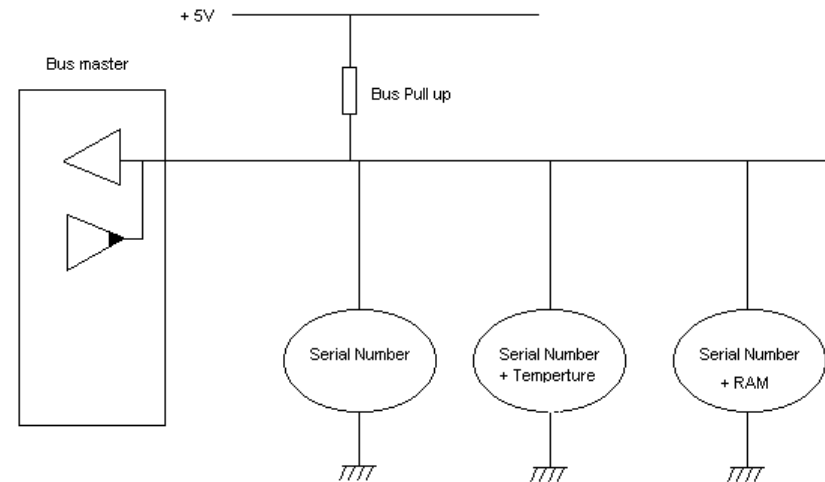 + 5V
Bus master
Bus Pull up
Serial Number
Serial Number
+ Temperture
Serial Number
+ RAM